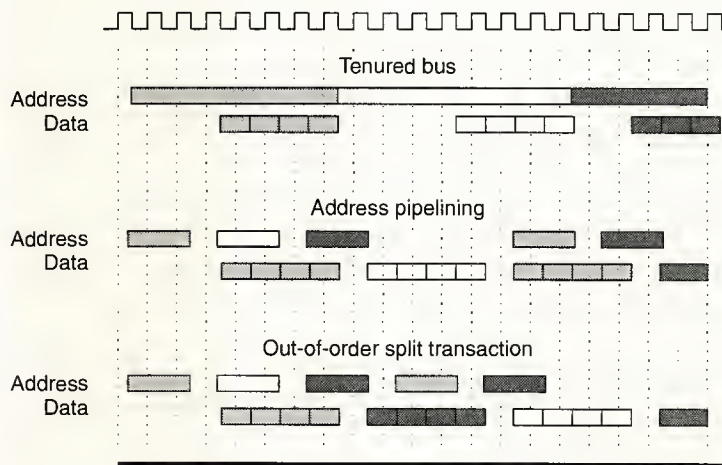 Tenured bus
Address
Data
Address pipelining
Address
Data
Out-of-order split transaction
Address
Data